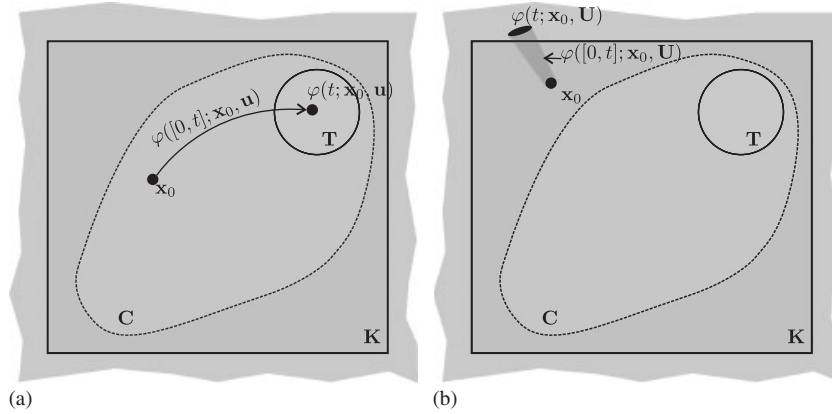 φ(t; x₀, u)
φ([0, t]; x₀, u)
T
x₀
C
K
(a)
φ(t; x₀, U)
φ([0, t]; x₀, U)
x₀
T
C
K
(b)